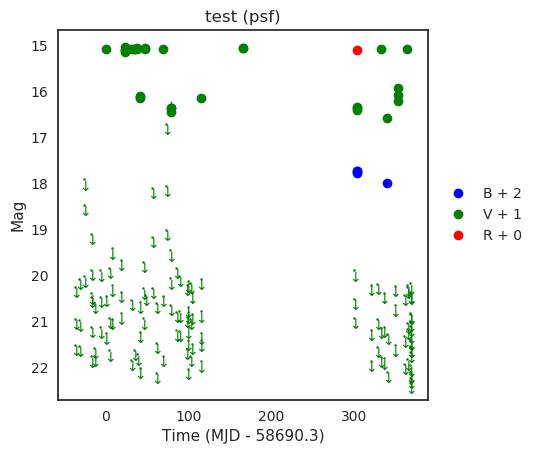 test (psf)
15
16
17
18
19
20
21
22
Mag
0
100
200
300
Time (MJD - 58690.3)
B + 2
V + 1
R + 0